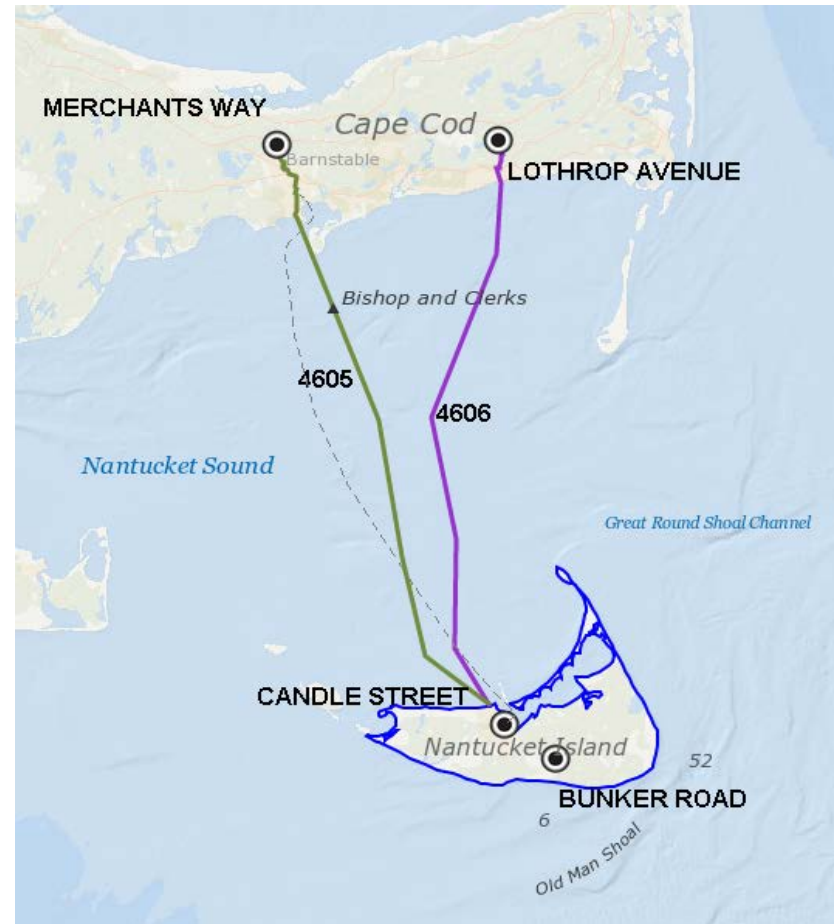 MERCHANTS WAY
Cape Cod
Barnstable
LOTHROP AVENUE
Bishop and Clerks
4605
4606
Nantucket Sound
Great Round Shoal Channel
CANDLE STREET
Nantucket Island
52
BUNKER ROAD
6
Old Man Shoal